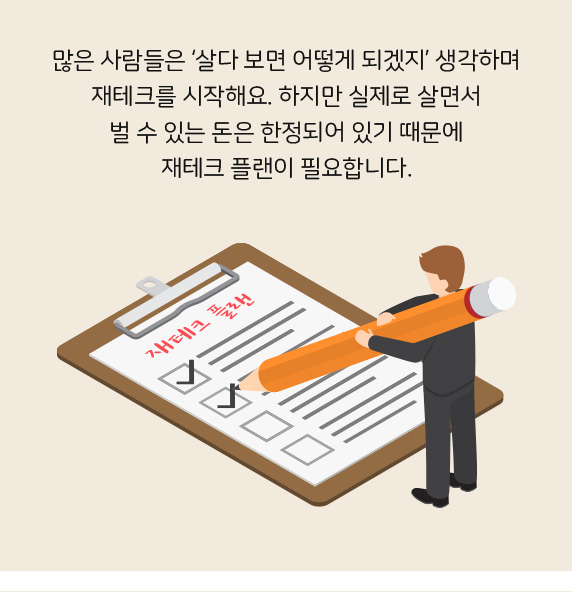 많은 사람들은 ‘살다 보면 어떻게 되겠지’ 생각하며
재테크를 시작해요. 하지만 실제로 살면서
벌 수 있는 돈은 한정되어 있기 때문에
재테크 플랜이 필요합니다.
재테크 플랜